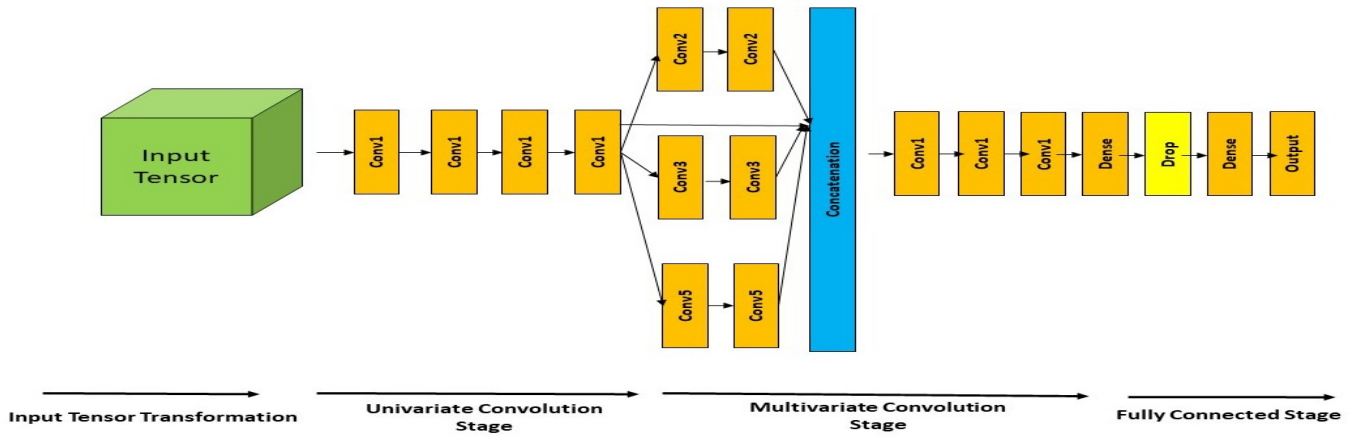 Input
Tensor
Conv1
Conv1
Conv1
Conv1
Conv2
Conv2
Conv3
Conv3
Conv5
Conv5
Concatenation
Conv1
Conv1
Conv1
Dense
Drop
Dense
Output
Input Tensor Transformation
Univariate Convolution
Stage
Multivariate Convolution
Stage
Fully Connected Stage